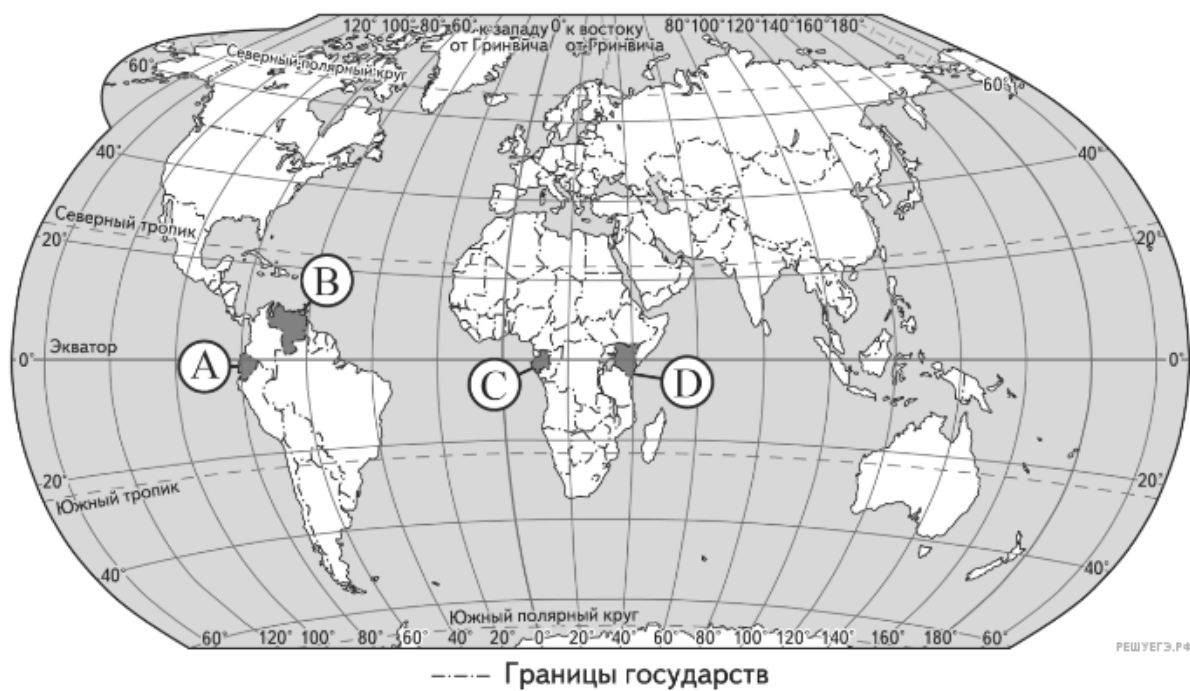 120° 100° 80° 60° к западу 0° к востоку 80° 100° 120° 140° 160° 180°
от Гринвича от Гринвича
Северный полярный круг
60° 60°
40° 40°
Северный тропик
20° 20°
B
Экватор
0° 0°
A C D
20° 20°
Южный тропик
40° 40°
Южный полярный круг
60° 120° 100° 80° 60° 40° 20° 0° 20° 40° 60° 80° 100° 120° 140° 160° 180° 60°
РЕШУЕГЭ.РФ
Границы государств